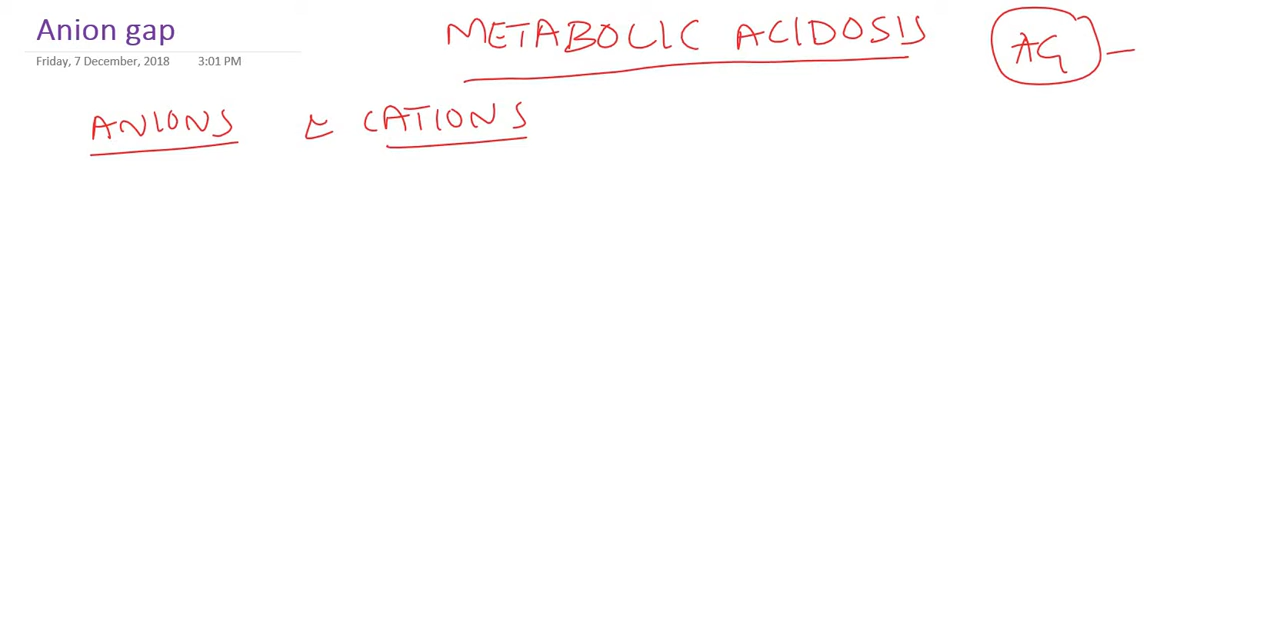 Anion gap
METABOLIC ACIDOSIS AG -
Friday, 7 December, 2018 3:01 PM
ANIONS & CATIONS